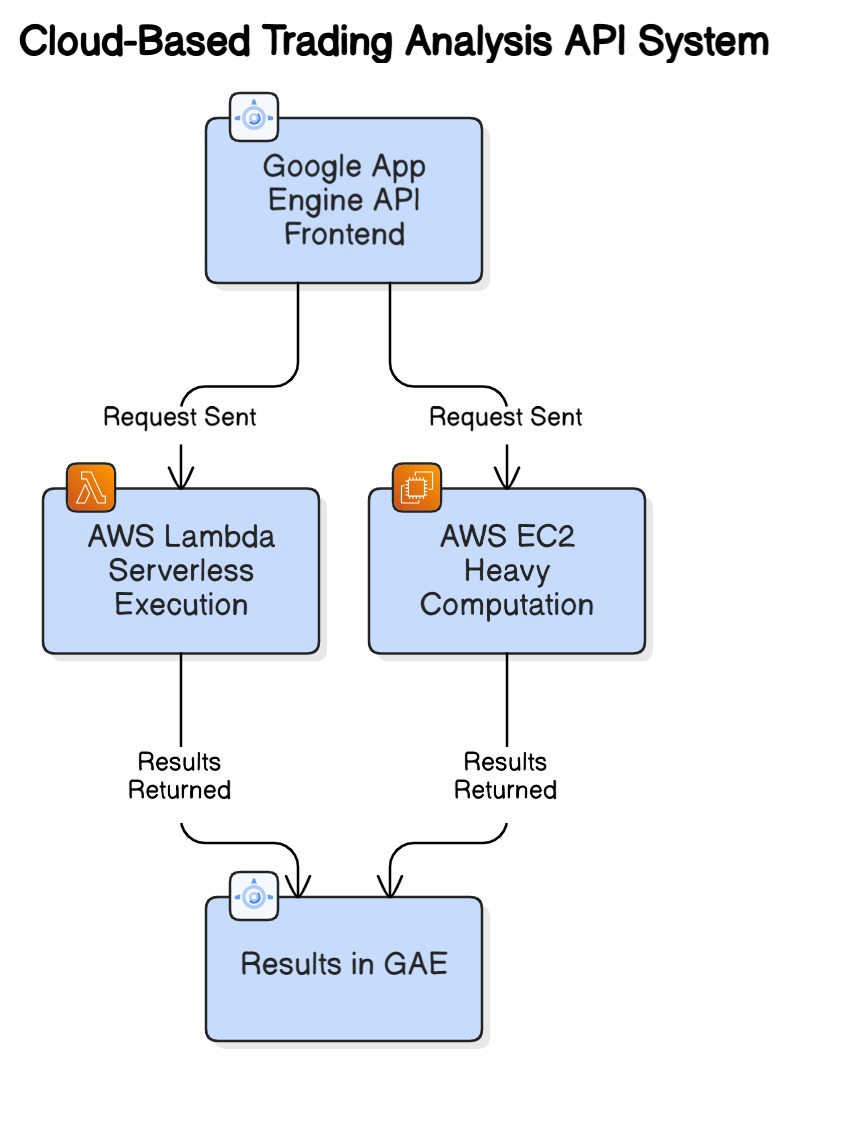 Cloud-Based Trading Analysis API System
Google App
Engine API
Frontend
Request Sent
Request Sent
AWS Lambda
Serverless
Execution
AWS EC2
Heavy
Computation
Results
Returned
Results
Returned
Results in GAE